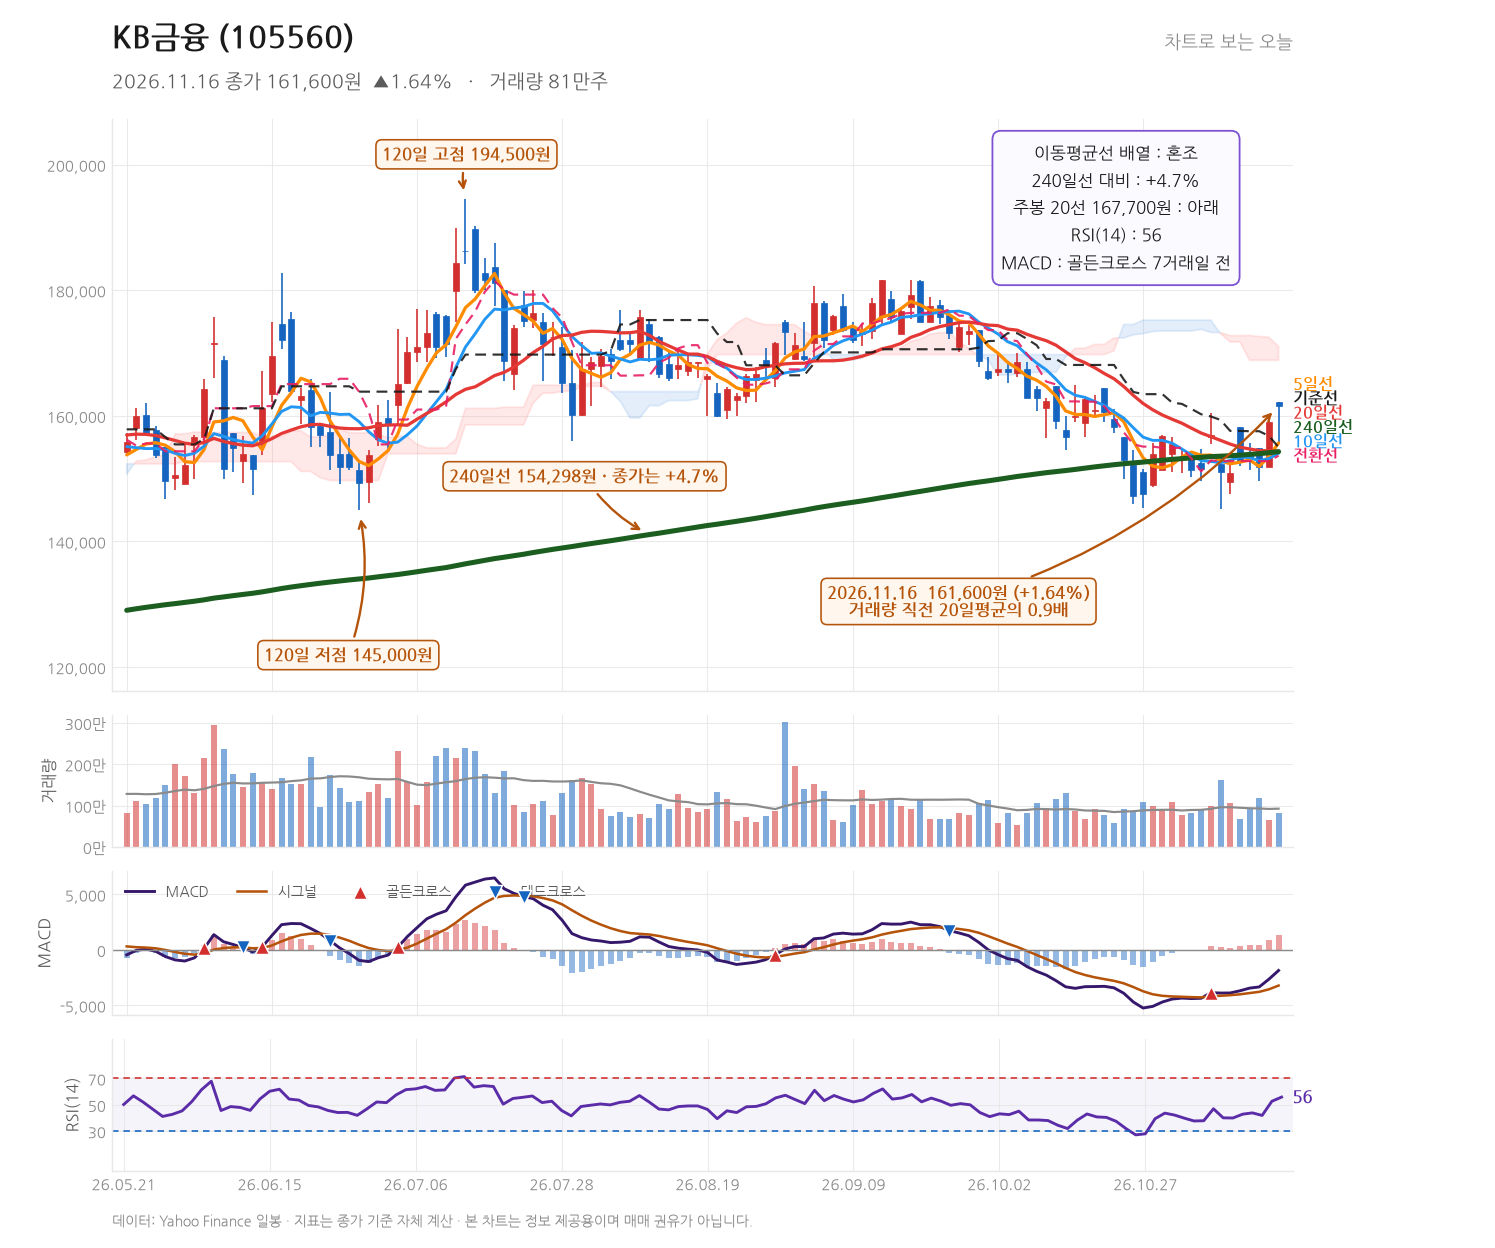 KB금융 (105560)
차트로 보는 오늘
2026.11.16 종가 161,600원 ▲1.64% · 거래량 81만주
200,000
180,000
160,000
140,000
120,000
120일 고점 194,500원
이동평균선 배열 : 혼조
240일선 대비 : +4.7%
주봉 20선 167,700원 : 아래
RSI(14) : 56
MACD : 골든크로스 7거래일 전
5일선
기준선
20일선
240일선
10일선
전환선
240일선 154,298원 · 종가는 +4.7%
2026.11.16 161,600원 (+1.64%)
거래량 직전 20일평균의 0.9배
120일 저점 145,000원
거래량
300만
200만
100만
0만
MACD
5,000
0
-5,000
MACD
시그널
골든크로스
데드크로스
RSI(14)
70
50
30
56
26.05.21
26.06.15
26.07.06
26.07.28
26.08.19
26.09.09
26.10.02
26.10.27
데이터: Yahoo Finance 일봉 · 지표는 종가 기준 자체 계산 · 본 차트는 정보 제공용이며 매매 권유가 아닙니다.